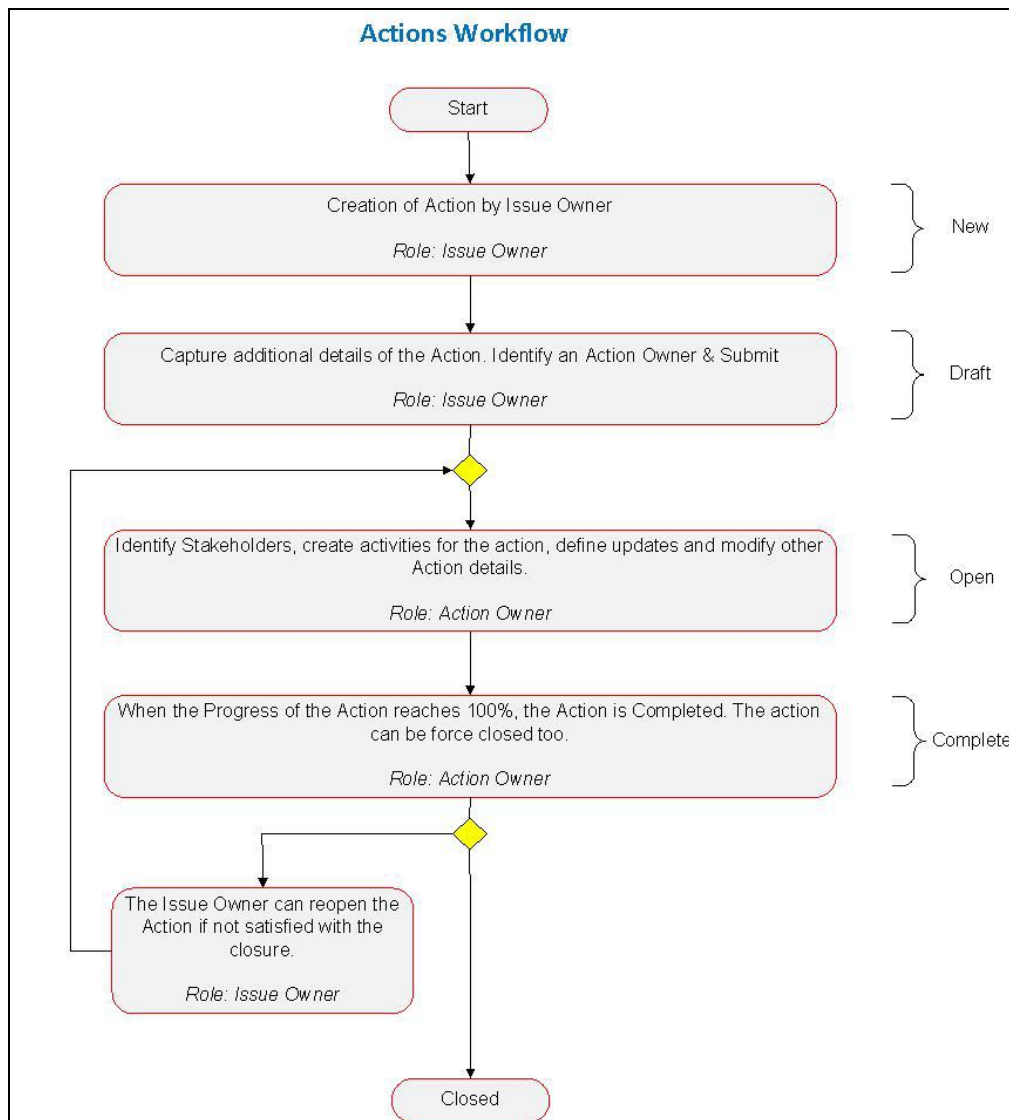 Actions Workflow
Start
Creation of Action by Issue Owner
Role: Issue Owner
New
Capture additional details of the Action. Identify an Action Owner & Submit
Role: Issue Owner
Draft
Identify Stakeholders, create activities for the action, define updates and modify other
Action details.
Role: Action Owner
Open
When the Progress of the Action reaches 100%, the Action is Completed. The action
can be force closed too.
Role: Action Owner
Complete
The Issue Owner can reopen the
Action if not satisfied with the
closure.
Role: Issue Owner
Closed